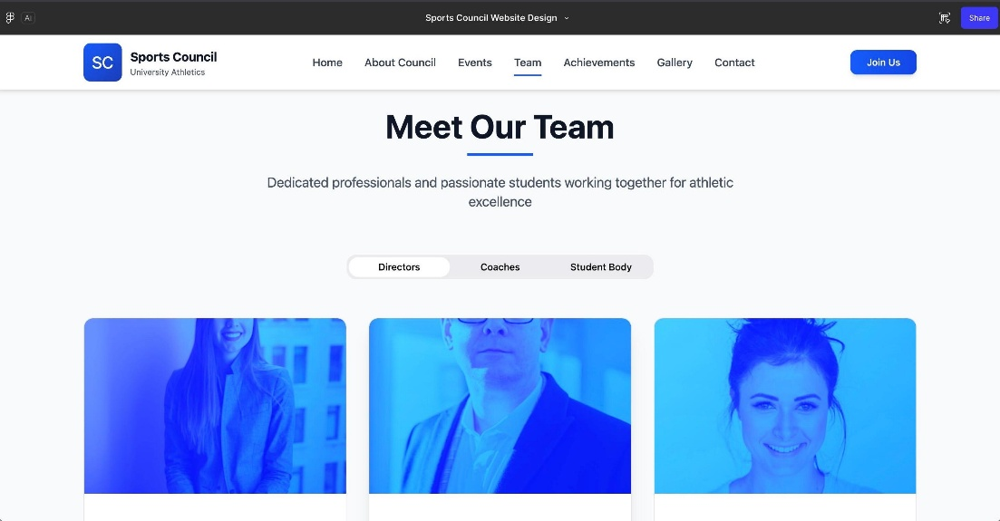 AI
Sports Council Website Design
Share
SC
Sports Council
University Athletics
Home
About Council
Events
Team
Achievements
Gallery
Contact
Join Us
Meet Our Team
Dedicated professionals and passionate students working together for athletic
excellence
Directors
Coaches
Student Body